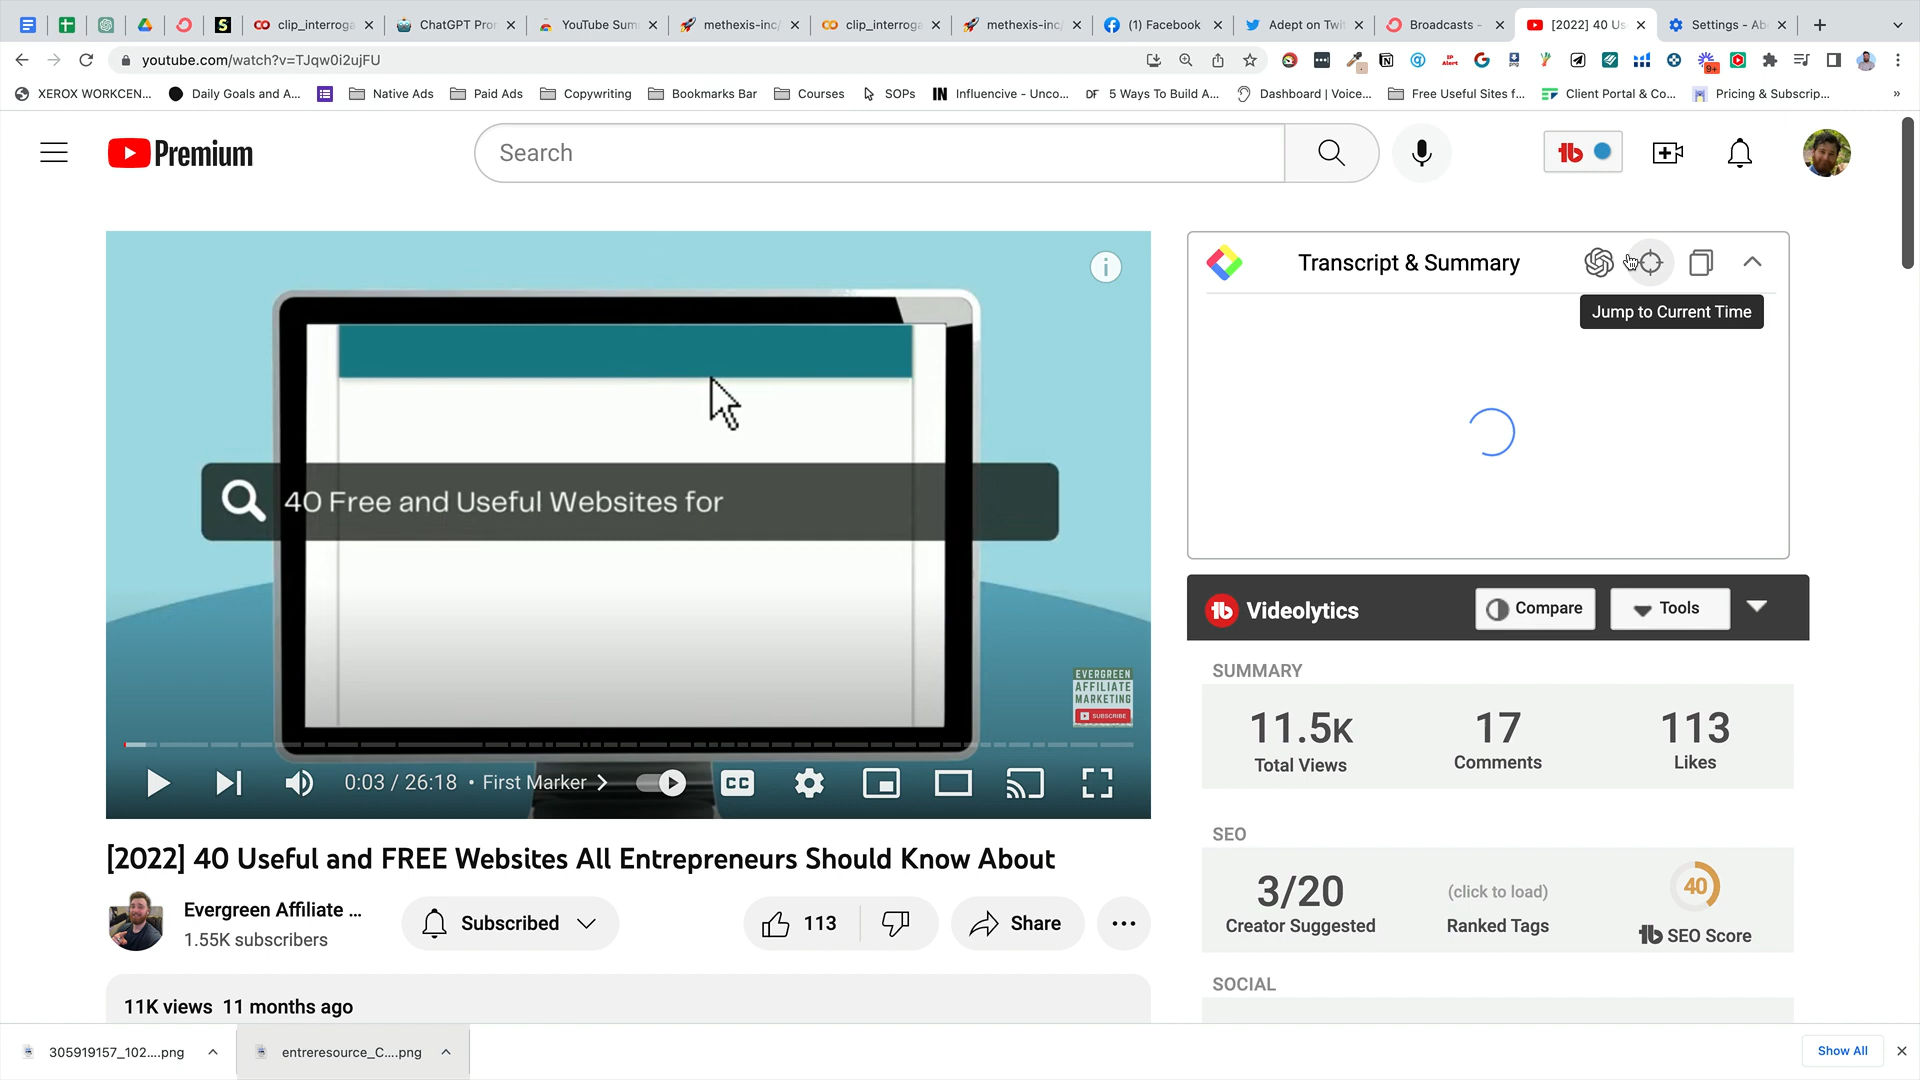 clip_interroga
ChatGPT Pro
YouTube Sum
methexis-inc/
clip_interroga
methexis-inc/
(1) Facebook
Adept on Twi
Broadcasts -
[2022] 40 Us
Settings - Ab
youtube.com/watch?v=TJqw0i2ujFU
9+
XEROX WORKCEN...
Daily Goals and A...
Native Ads
Paid Ads
Copywriting
Bookmarks Bar
Courses
SOPs
IN Influencive - Unco...
DF 5 Ways To Build A...
Dashboard | Voice...
Free Useful Sites f...
Client Portal & Co...
Pricing & Subscrip...
»
Premium
Search
Transcript & Summary
Jump to Current Time
40 Free and Useful Websites for
EVERGREEN
AFFILIATE
MARKETING
SUBSCRIBE
0:03 / 26:18 • First Marker
CC
[2022] 40 Useful and FREE Websites All Entrepreneurs Should Know About
Evergreen Affiliate ...
1.55K subscribers
Subscribed
113
Share
11K views 11 months ago
Videolytics
Compare
Tools
SUMMARY
11.5K
Total Views
17
Comments
113
Likes
SEO
3/20
Creator Suggested
(click to load)
Ranked Tags
40
SEO Score
SOCIAL
305919157_102....png
entreresource_C....png
Show All